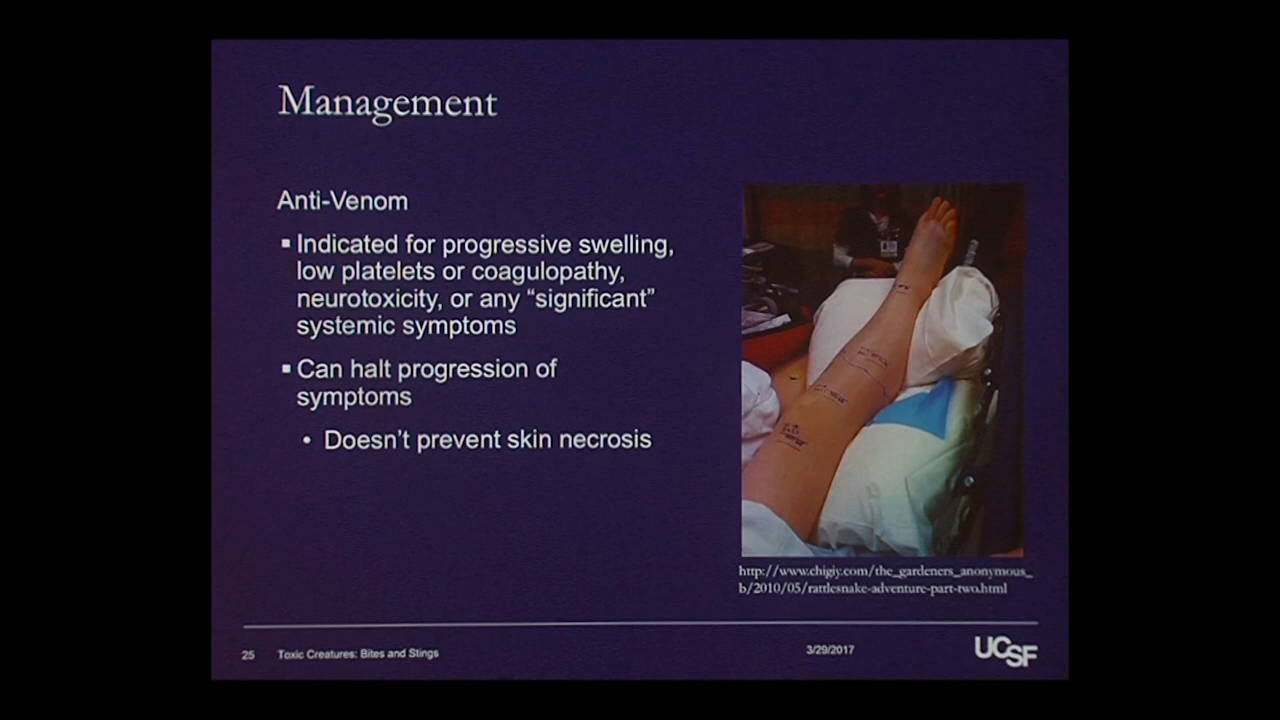 Management
Anti-Venom
▪ Indicated for progressive swelling,
low platelets or coagulopathy,
neurotoxicity, or any “significant”
systemic symptoms
▪ Can halt progression of
symptoms
• Doesn’t prevent skin necrosis
http://www.chigiy.com/the_gardeners_anonymous_
b/2010/05/rattlesnake-adventure-part-two.html
25 Toxic Creatures: Bites and Stings 3/29/2017 UCSF